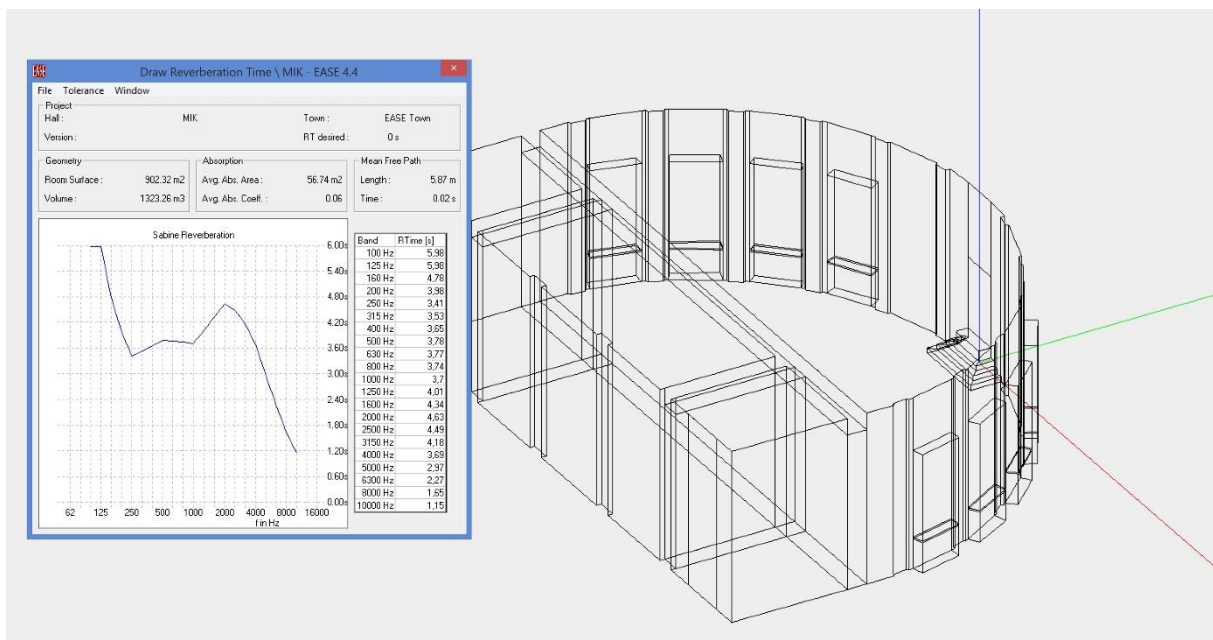 EASE
Draw Reverberation Time \ MIK - EASE 4.4
File Tolerance Window
Project
Hall : MIK Town : EASE Town
Version : RT desired : 0 s
Geometry Absorption Mean Free Path
Room Surface : 902.32 m2 Avg. Abs. Area : 56.74 m2 Length : 5.87 m
Volume : 1323.26 m3 Avg. Abs. Coeff. : 0.06 Time : 0.02 s
Sabine Reverberation
6.00s
5.40s
4.80s
4.20s
3.60s
3.00s
2.40s
1.80s
1.20s
0.60s
0.00s
62 125 250 500 1000 2000 4000 8000 16000
f in Hz
Band RTime [s]
100 Hz 5,98
125 Hz 5,98
160 Hz 4,78
200 Hz 3,98
250 Hz 3,41
315 Hz 3,53
400 Hz 3,65
500 Hz 3,78
630 Hz 3,77
800 Hz 3,74
1000 Hz 3,7
1250 Hz 4,01
1600 Hz 4,34
2000 Hz 4,63
2500 Hz 4,49
3150 Hz 4,18
4000 Hz 3,69
5000 Hz 2,97
6300 Hz 2,27
8000 Hz 1,65
10000 Hz 1,15